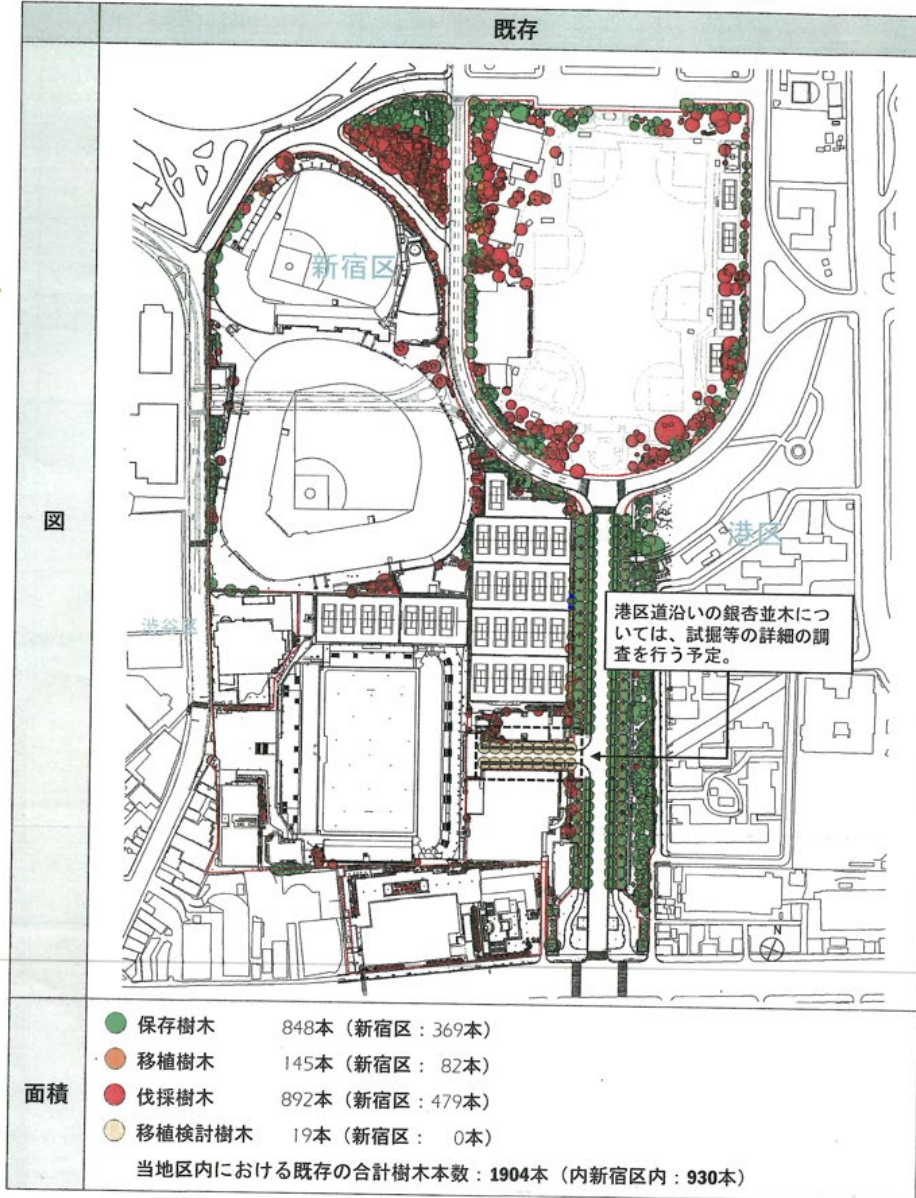 既存
図
新宿区
港区
渋谷区
港区道沿いの銀杏並木につ
いては、試掘等の詳細の調
査を行う予定。
N
面積
保存樹木 848本（新宿区：369本）
移植樹木 145本（新宿区： 82本）
伐採樹木 892本（新宿区：479本）
移植検討樹木 19本（新宿区： 0本）
当地区内における既存の合計樹木本数：1904本（内新宿区内：930本）